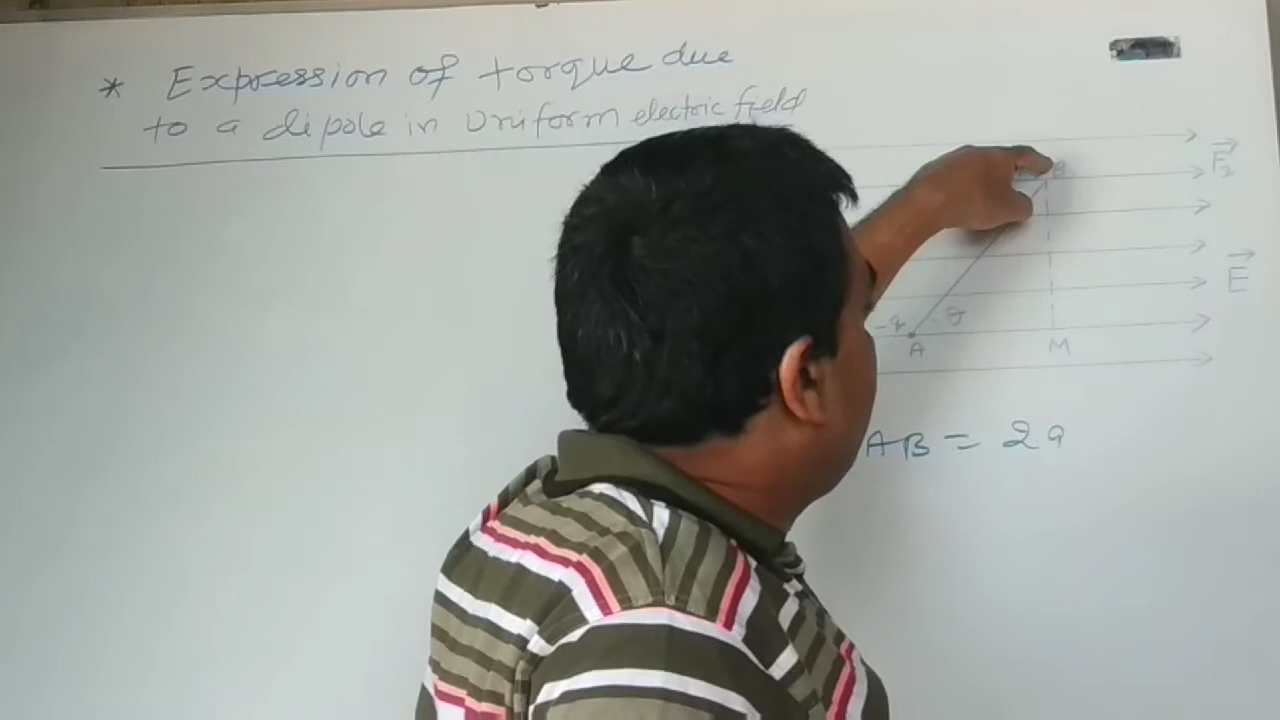 * Expression of torque due
to a dipole in Uniform electric field
F₂
B
E
-q θ
A M
AB = 2a